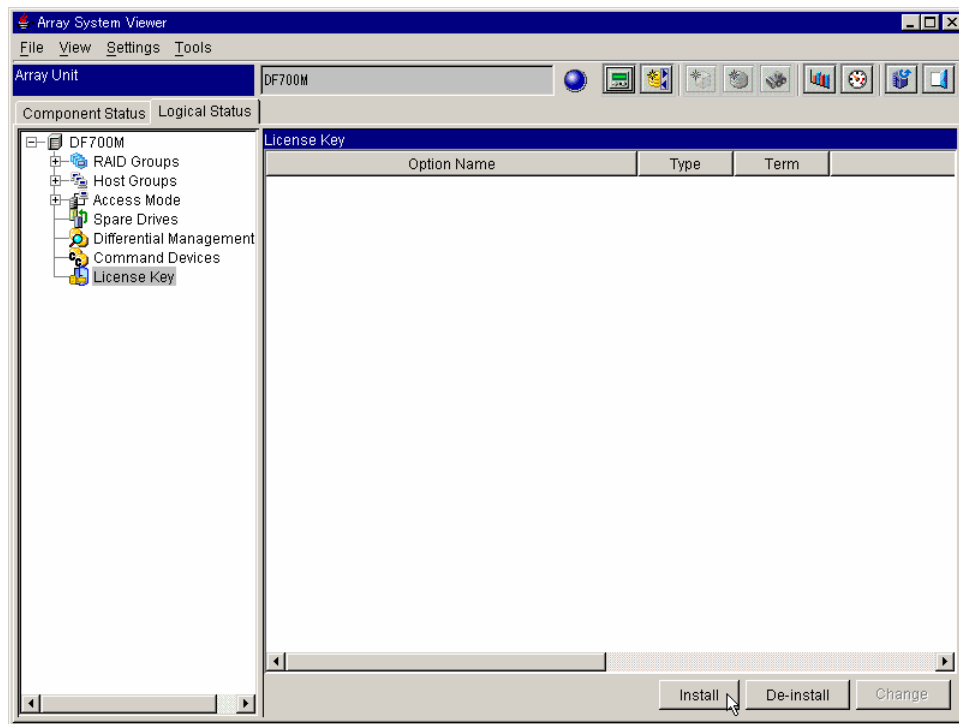 Array System Viewer
File View Settings Tools
Array Unit
DF700M
Component Status Logical Status
DF700M
RAID Groups
Host Groups
Access Mode
Spare Drives
Differential Management
Command Devices
License Key
License Key
Option Name Type Term
Install De-install Change